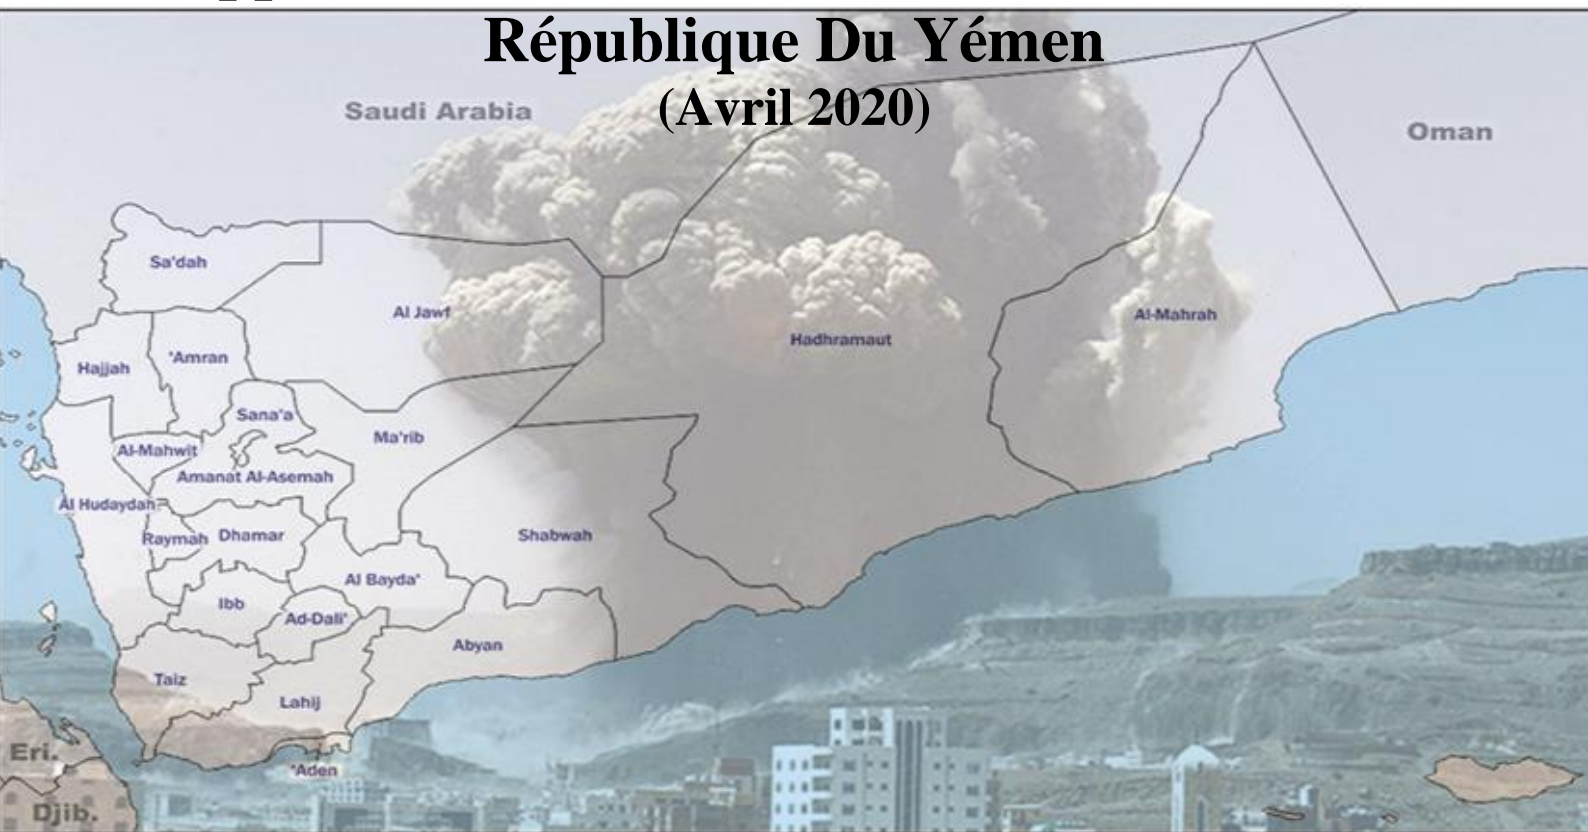 République Du Yémen
(Avril 2020)
Saudi Arabia
Oman
Sa'dah
Al Jawf
Al-Mahrah
Hadhramaut
Hajjah
'Amran
Sana'a
Ma'rib
Al-Mahwit
Amanat Al-Asemah
Al Hudaydah
Raymah
Dhamar
Shabwah
Al Bayda'
Ibb
Ad-Dali'
Abyan
Taiz
Lahij
Eri.
'Aden
Djib.